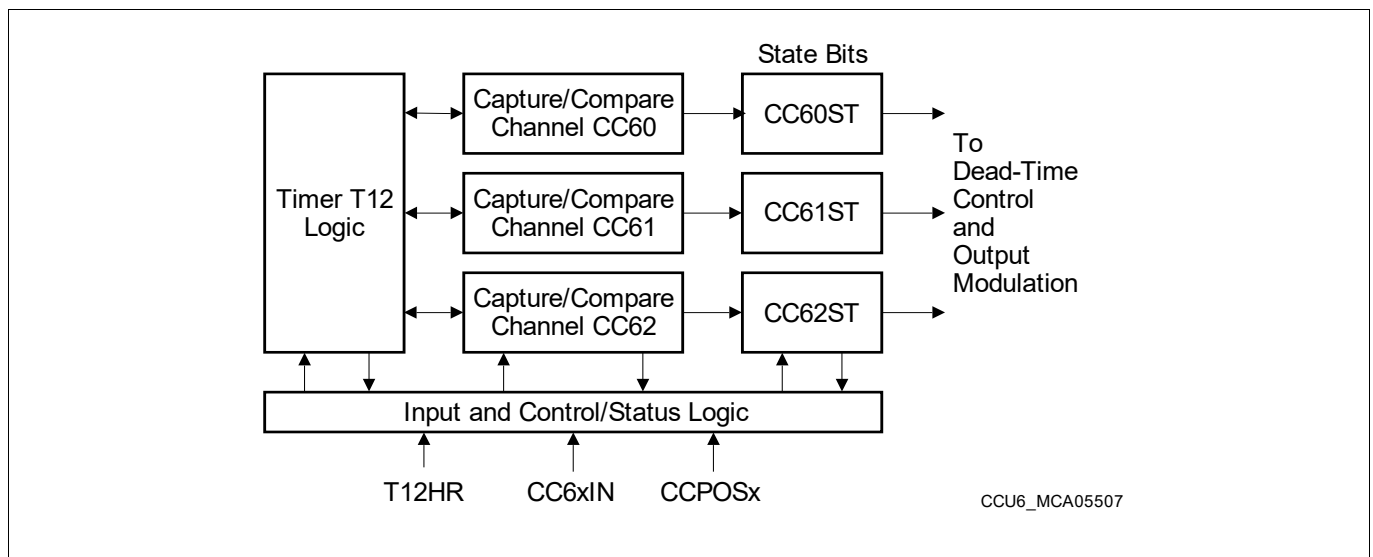 State Bits
Timer T12
Logic
Capture/Compare
Channel CC60
CC60ST
Capture/Compare
Channel CC61
CC61ST
Capture/Compare
Channel CC62
CC62ST
To
Dead-Time
Control
and
Output
Modulation
Input and Control/Status Logic
T12HR
CC6xIN
CCPOSx
CCU6_MCA05507